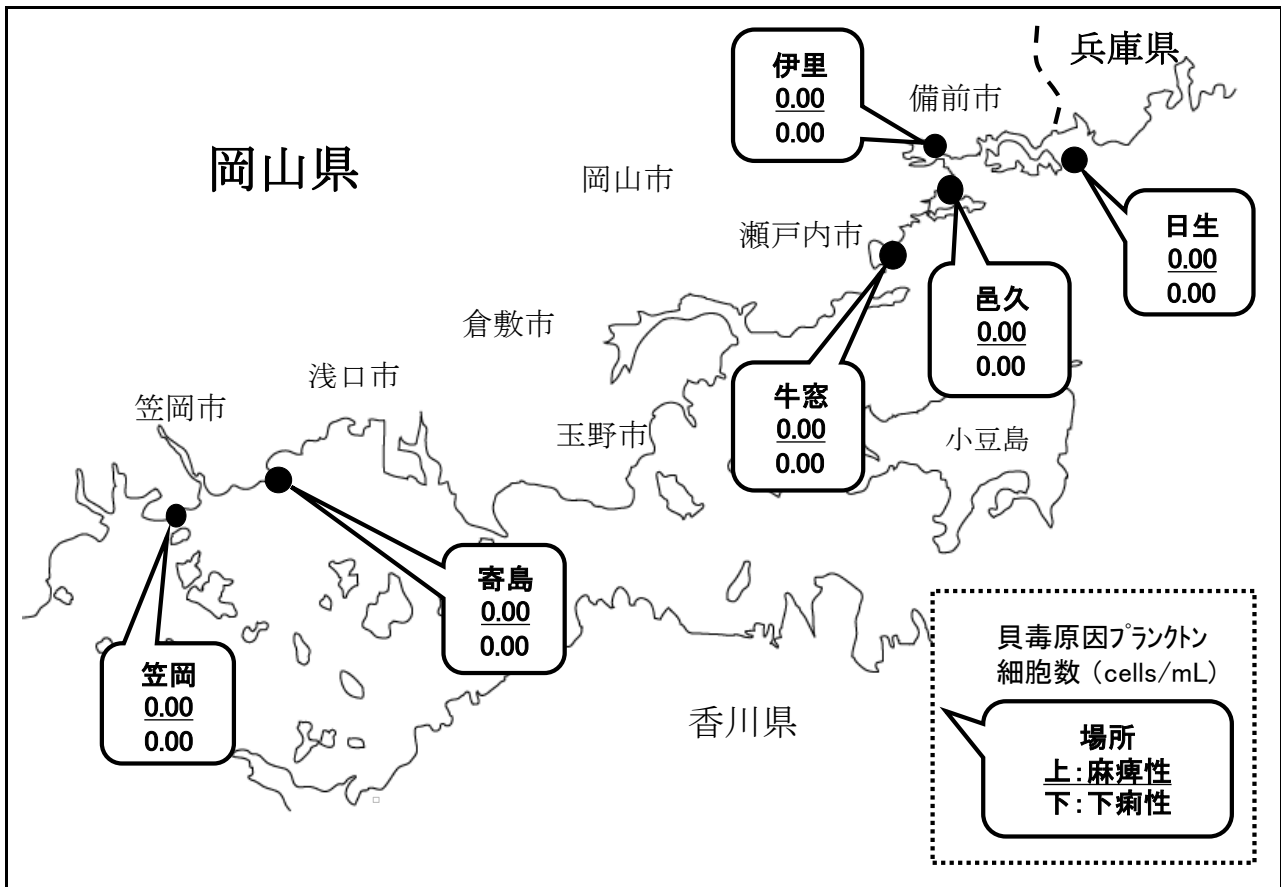 兵庫県
伊里
0.00
0.00
備前市
岡山県
岡山市
日生
0.00
0.00
瀬戸内市
邑久
0.00
0.00
倉敷市
牛窓
0.00
0.00
浅口市
笠岡市
玉野市
小豆島
寄島
0.00
0.00
笠岡
0.00
0.00
香川県
貝毒原因プランクトン
細胞数 (cells/mL)
場所
上:麻痺性
下:下痢性